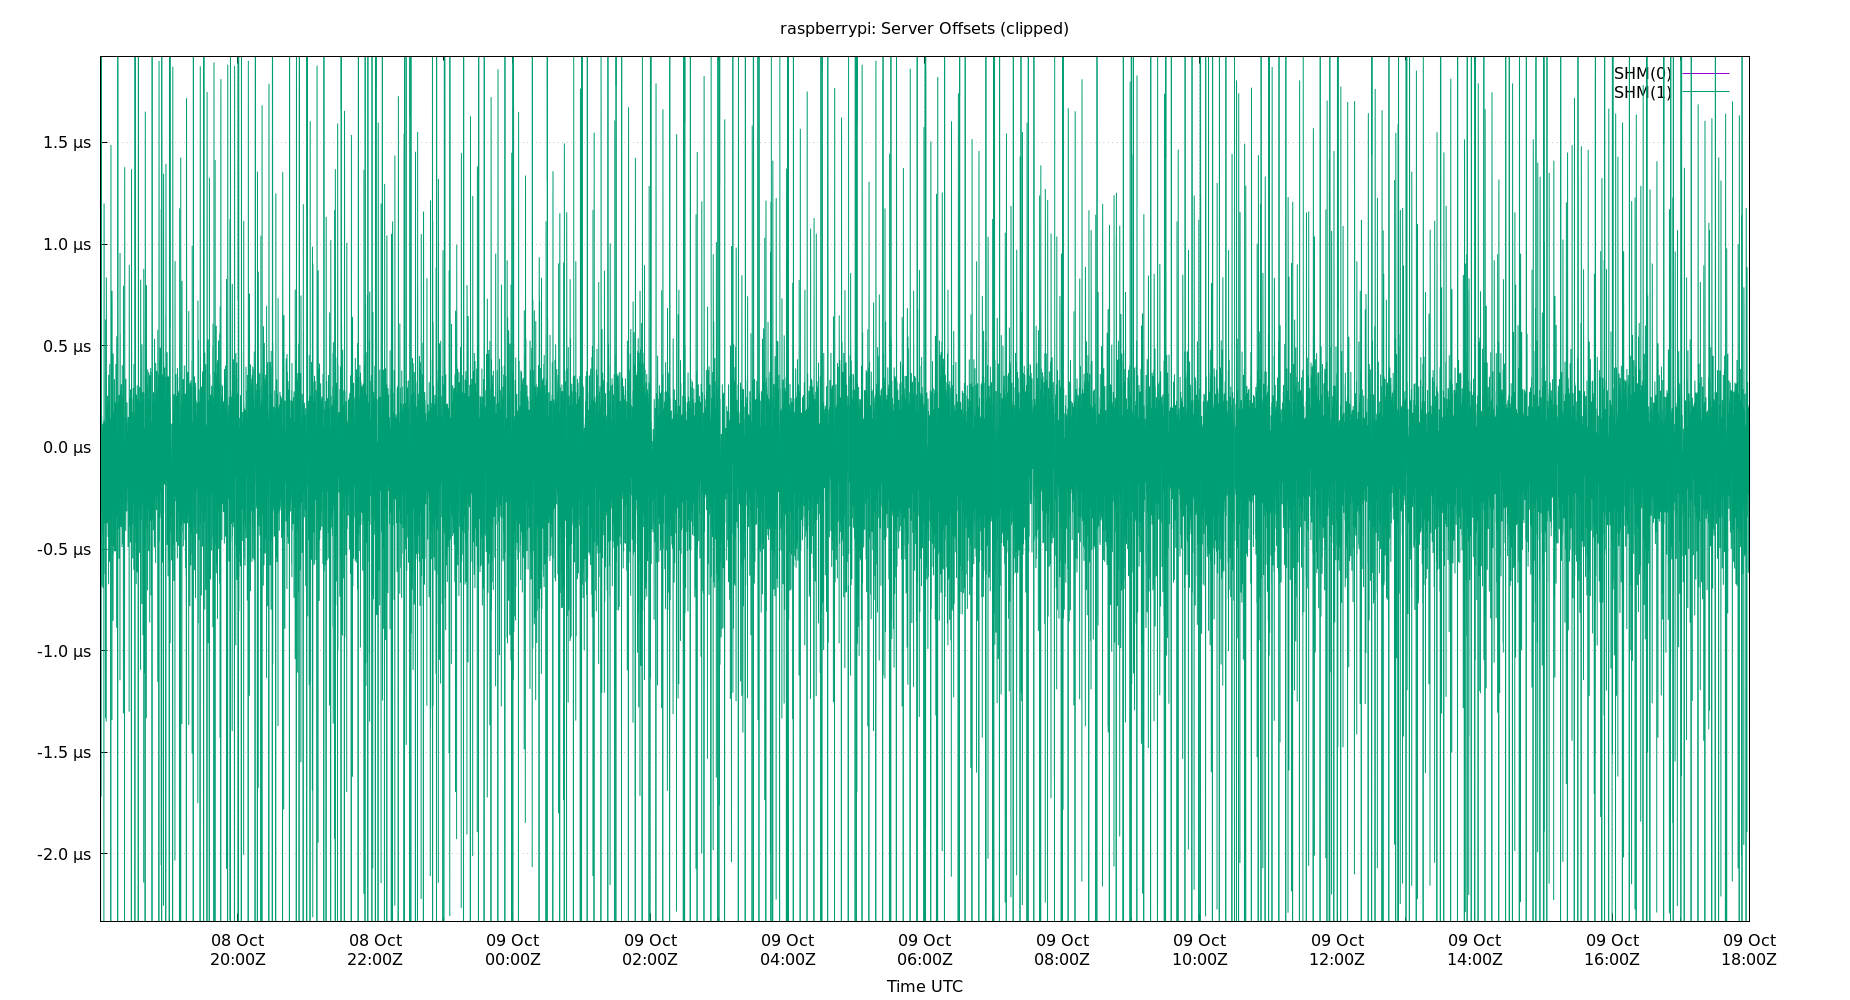 raspberrypi: Server Offsets (clipped)
SHM(0)
SHM(1)
1.5 µs
1.0 µs
0.5 µs
0.0 µs
-0.5 µs
-1.0 µs
-1.5 µs
-2.0 µs
08 Oct 08 Oct 09 Oct 09 Oct 09 Oct 09 Oct 09 Oct 09 Oct 09 Oct 09 Oct 09 Oct 09 Oct
20:00Z 22:00Z 00:00Z 02:00Z 04:00Z 06:00Z 08:00Z 10:00Z 12:00Z 14:00Z 16:00Z 18:00Z
Time UTC